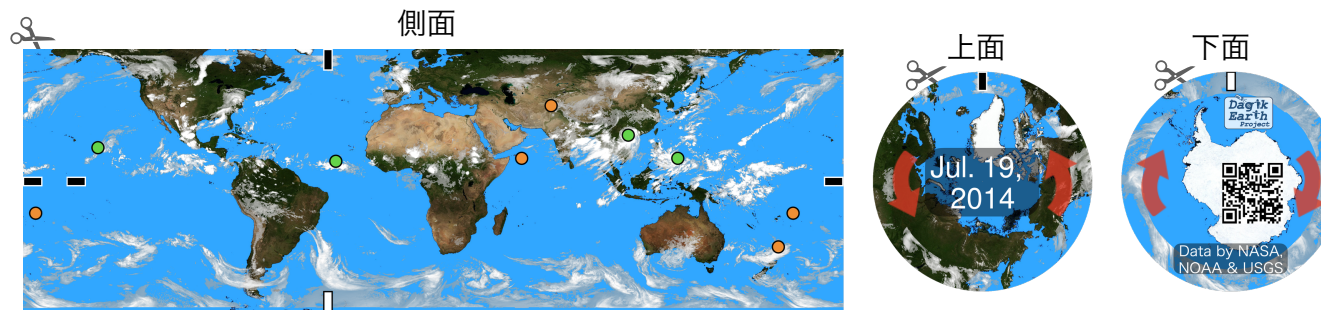 側面
上面
下面
Jul. 19,
2014
Dagik
Earth
Project
Data by NASA,
NOAA & USGS